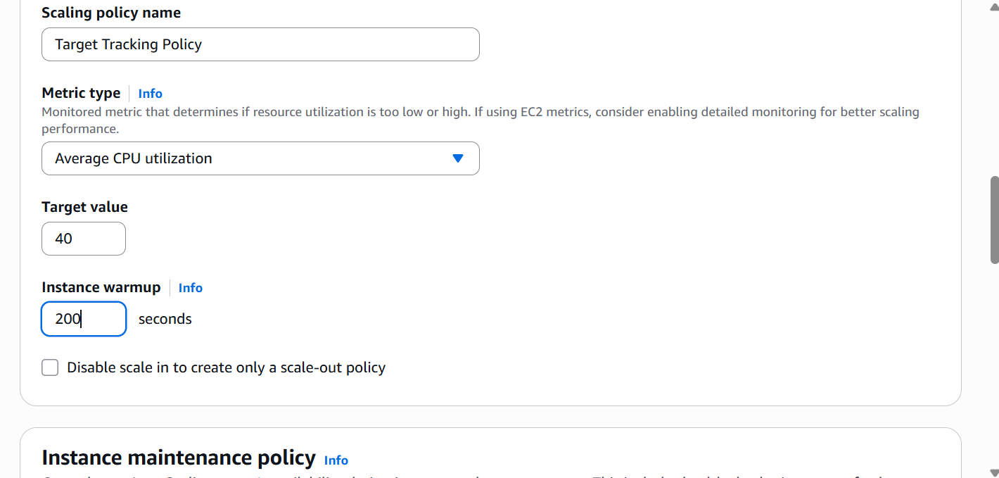 Scaling policy name
Target Tracking Policy
Metric type Info
Monitored metric that determines if resource utilization is too low or high. If using EC2 metrics, consider enabling detailed monitoring for better scaling
performance.
Average CPU utilization
Target value
40
Instance warmup Info
200 seconds
Disable scale in to create only a scale-out policy
Instance maintenance policy Info